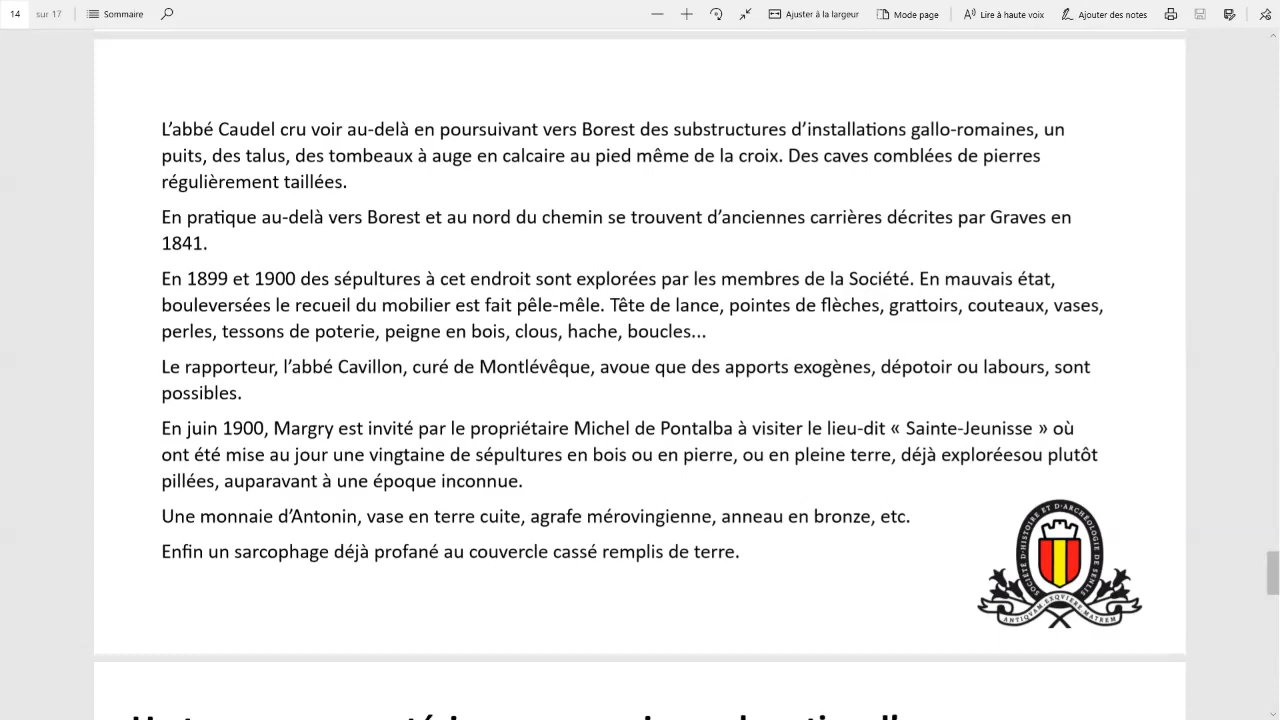 14 sur 17 Sommaire Ajuster à la largeur Mode page Lire à haute voix Ajouter des notes
L'abbé Caudel cru voir au-delà en poursuivant vers Borest des substructures d'installations gallo-romaines, un
puits, des talus, des tombeaux à auge en calcaire au pied même de la croix. Des caves comblées de pierres
régulièrement taillées.
En pratique au-delà vers Borest et au nord du chemin se trouvent d'anciennes carrières décrites par Graves en
1841.
En 1899 et 1900 des sépultures à cet endroit sont explorées par les membres de la Société. En mauvais état,
bouleversées le recueil du mobilier est fait pêle-mêle. Tête de lance, pointes de flèches, grattoirs, couteaux, vases,
perles, tessons de poterie, peigne en bois, clous, hache, boucles...
Le rapporteur, l'abbé Cavillon, curé de Montlévêque, avoue que des apports exogènes, dépotoir ou labours, sont
possibles.
En juin 1900, Margry est invité par le propriétaire Michel de Pontalba à visiter le lieu-dit « Sainte-Jeunisse » où
ont été mise au jour une vingtaine de sépultures en bois ou en pierre, ou en pleine terre, déjà exploréesou plutôt
pillées, auparavant à une époque inconnue.
Une monnaie d'Antonin, vase en terre cuite, agrafe mérovingienne, anneau en bronze, etc.
Enfin un sarcophage déjà profané au couvercle cassé remplis de terre.
SOCIÉTÉ D'HISTOIRE ET D'ARCHÉOLOGIE DE SENLIS
ANTIQVAM EXQVIRITE MATREM